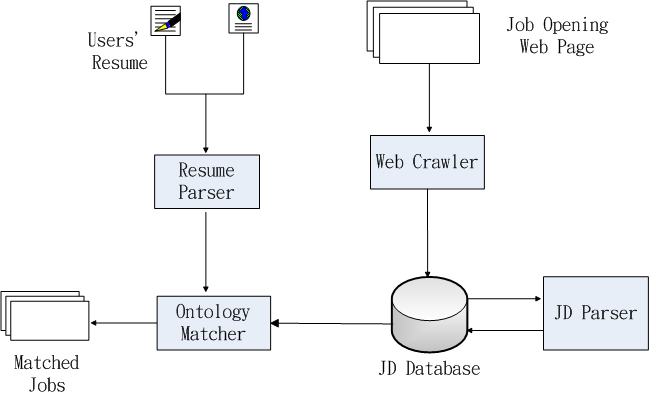 Users'
Resume
Job Opening
Web Page
Resume
Parser
Web Crawler
Ontology
Matcher
JD Parser
Matched
Jobs
JD Database